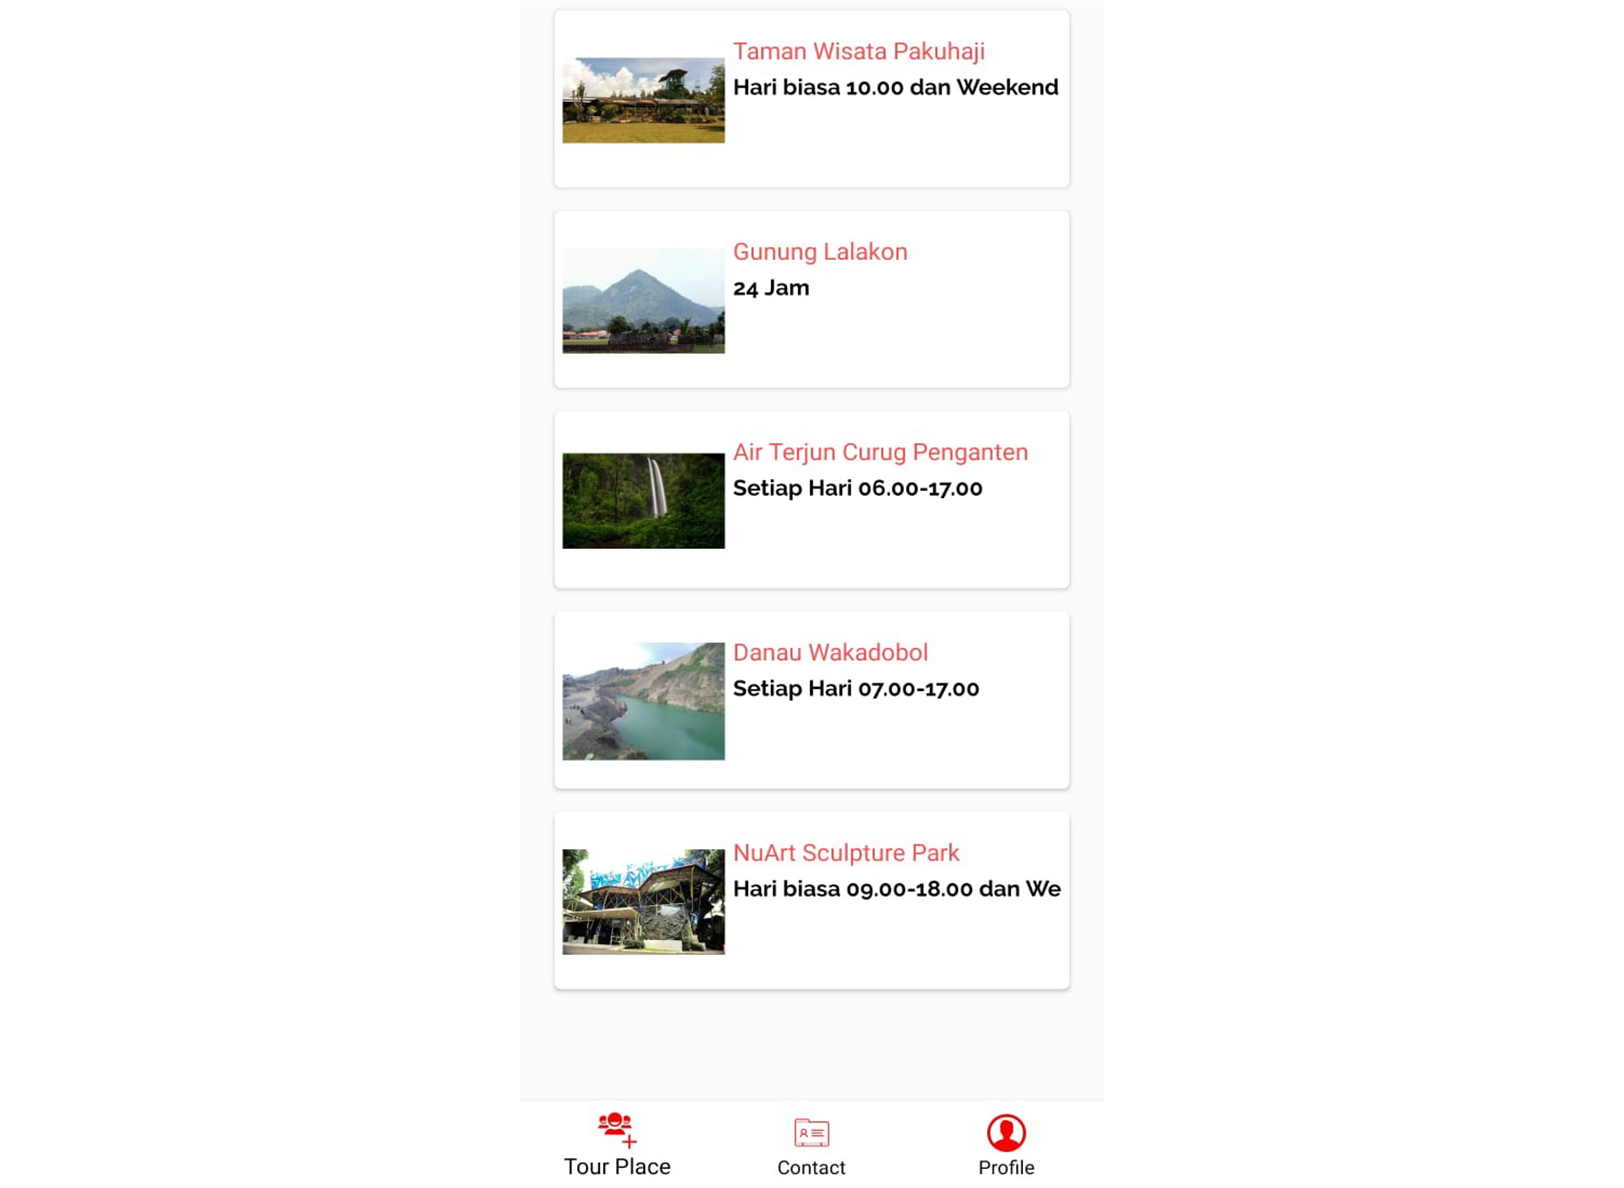 Taman Wisata Pakuhaji
Hari biasa 10.00 dan Weekend
Gunung Lalakon
24 Jam
Air Terjun Curug Penganten
Setiap Hari 06.00-17.00
Danau Wakadobol
Setiap Hari 07.00-17.00
NuArt Sculpture Park
Hari biasa 09.00-18.00 dan We
Tour Place
Contact
Profile